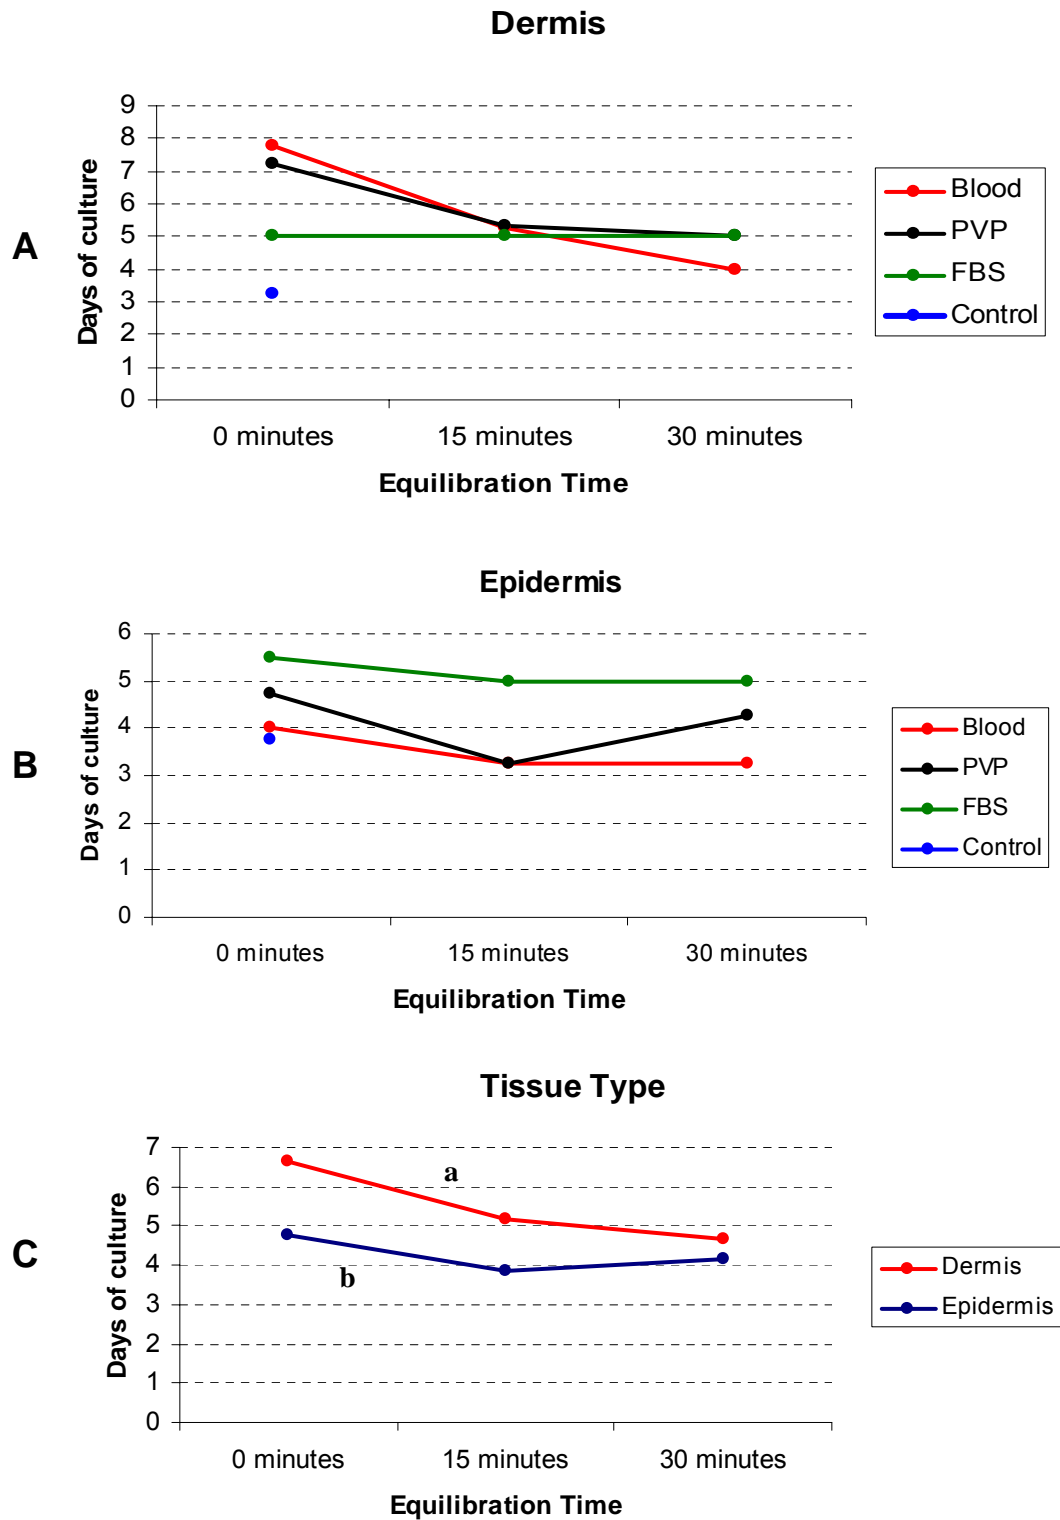 Dermis
A
Days of culture
9
8
7
6
5
4
3
2
1
0
0 minutes 15 minutes 30 minutes
Equilibration Time
Blood
PVP
FBS
Control
Epidermis
B
Days of culture
6
5
4
3
2
1
0
0 minutes 15 minutes 30 minutes
Equilibration Time
Blood
PVP
FBS
Control
Tissue Type
C
Days of culture
7
6
5
4
3
2
1
0
a
b
0 minutes 15 minutes 30 minutes
Equilibration Time
Dermis
Epidermis